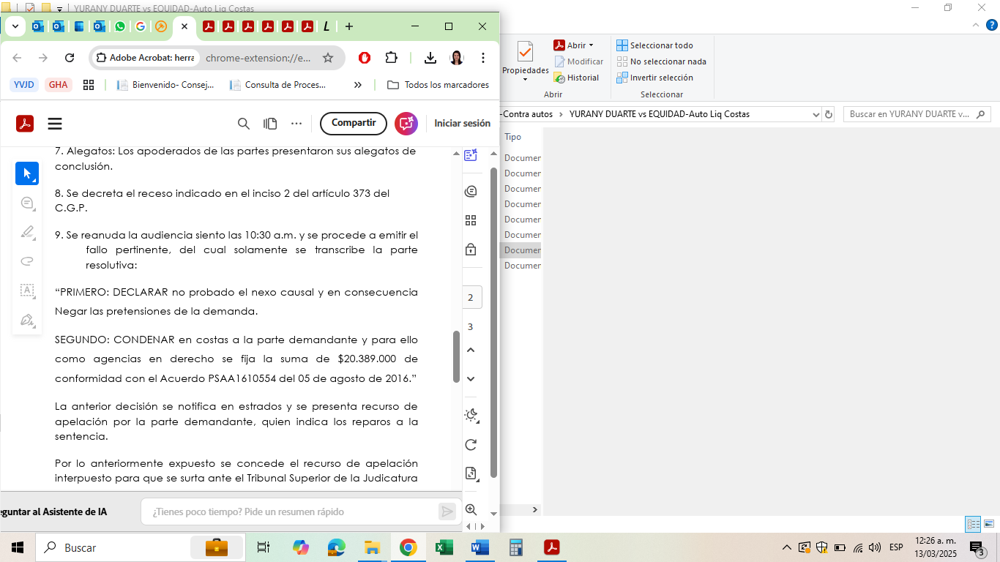 YURANY DUARTE vs EQUIDAD-Auto Liq Costas
Adobe Acrobat: herra
chrome-extension://e...
YVJD
GHA
Bienvenido- Consej...
Consulta de Proces...
»
Todos los marcadores
Compartir
Iniciar sesión
7. Alegatos: Los apoderados de las partes presentaron sus alegatos de
conclusión.
8. Se decreta el receso indicado en el inciso 2 del artículo 373 del
C.G.P.
9. Se reanuda la audiencia siento las 10:30 a.m. y se procede a emitir el
fallo pertinente, del cual solamente se transcribe la parte
resolutiva:
“PRIMERO: DECLARAR no probado el nexo causal y en consecuencia
Negar las pretensiones de la demanda.
SEGUNDO: CONDENAR en costas a la parte demandante y para ello
como agencias en derecho se fija la suma de $20.389.000 de
conformidad con el Acuerdo PSAA1610554 del 05 de agosto de 2016.”
La anterior decisión se notifica en estrados y se presenta recurso de
apelación por la parte demandante, quien indica los reparos a la
sentencia.
Por lo anteriormente expuesto se concede el recurso de apelación
interpuesto para que se surta ante el Tribunal Superior de la Judicatura
2
3
eguntar al Asistente de IA
¿Tienes poco tiempo? Pide un resumen rápido
Propiedades
Abrir
Modificar
Historial
Abrir
Seleccionar todo
No seleccionar nada
Invertir selección
Seleccionar
-Contra autos
YURANY DUARTE vs EQUIDAD-Auto Liq Costas
Buscar en YURANY DUARTE v...
Tipo
Documer
Documer
Documer
Documer
Documer
Documer
Documer
Documer
Buscar
ESP
12:26 a. m.
13/03/2025
3